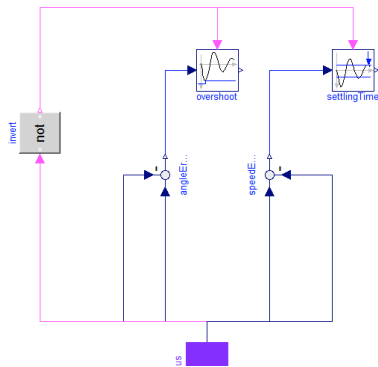 overshoot
settlingTime
invert
not
angleEr...
speedE...
us